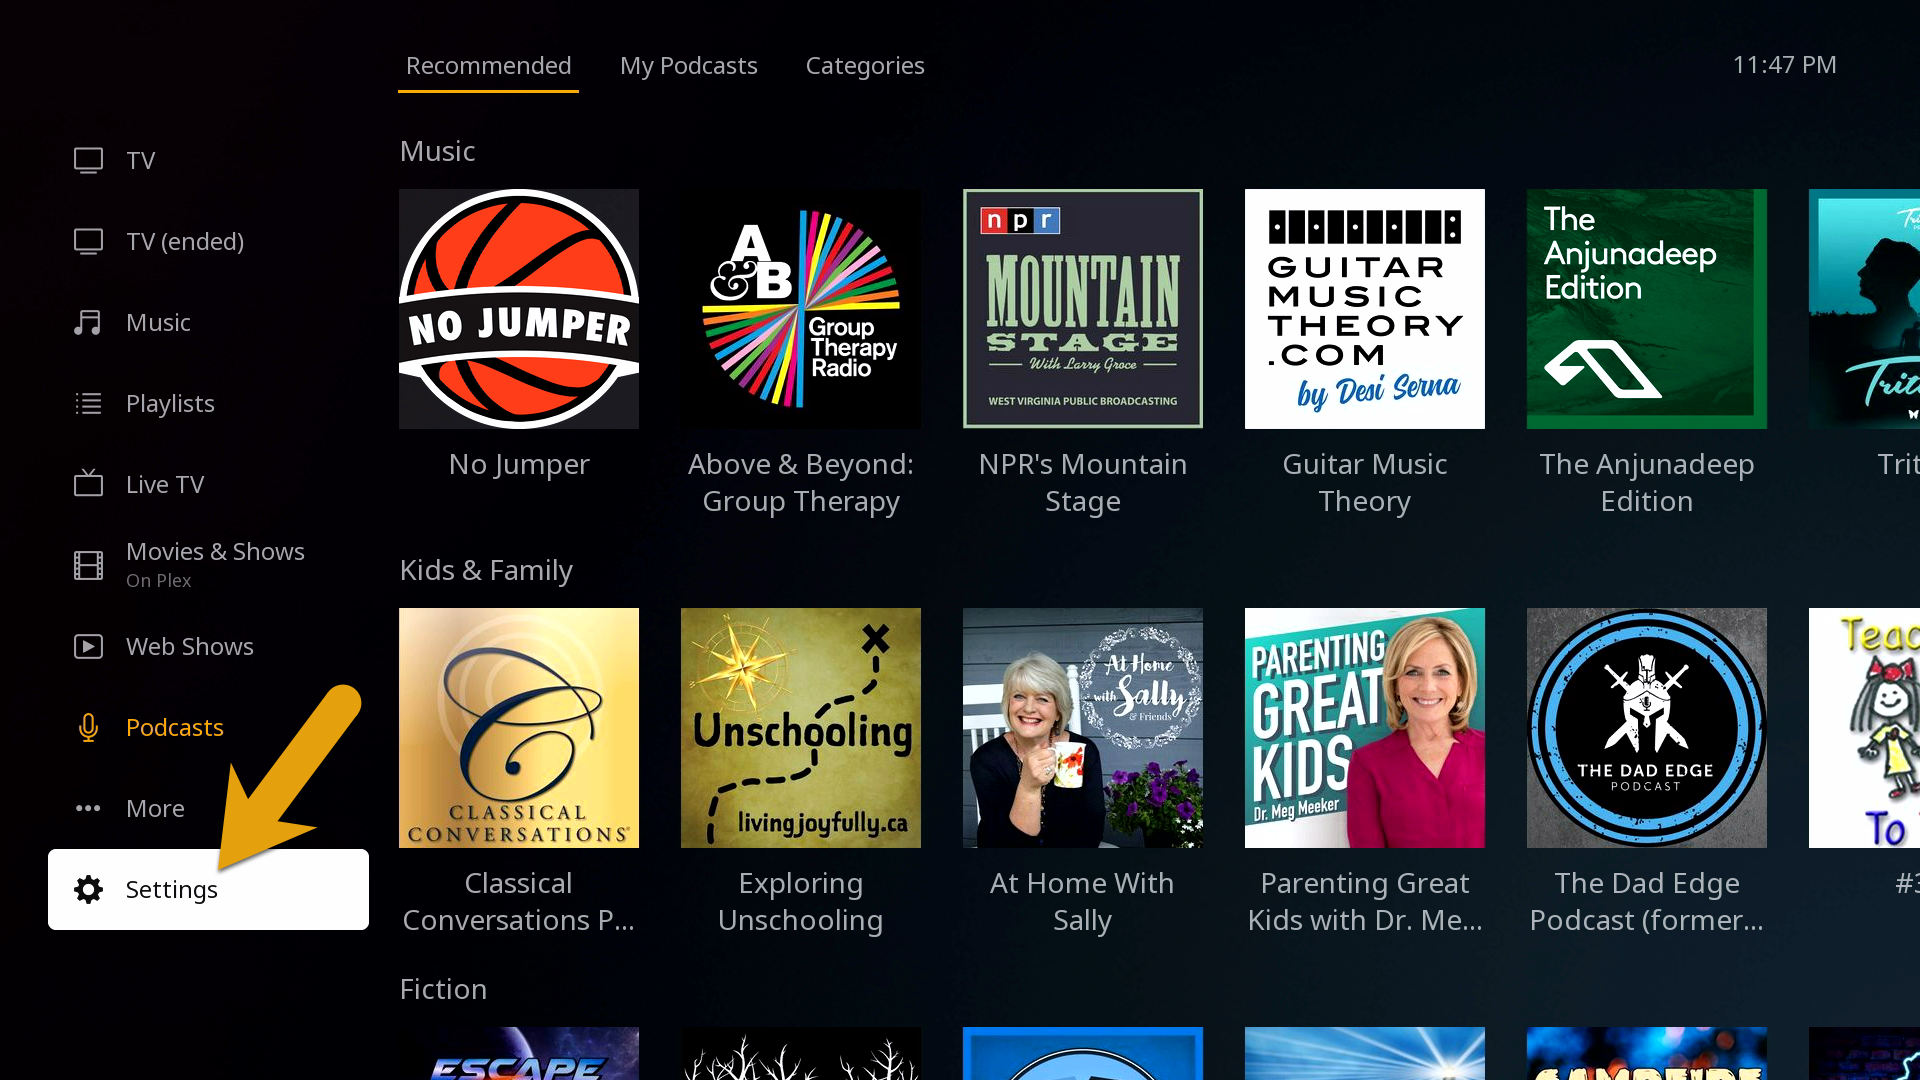 Recommended
My Podcasts
Categories
11:47 PM
TV
TV (ended)
Music
Playlists
Live TV
Movies & Shows
On Plex
Web Shows
Podcasts
More
Settings
Music
NO JUMPER
A
&B
Group
Therapy
Radio
npr
MOUNTAIN
STAGE
With Larry Groce
WEST VIRGINIA PUBLIC BROADCASTING
GUITAR
MUSIC
THEORY
.COM
by Desi Serna
The
Anjunadeep
Edition
No Jumper
Above & Beyond:
Group Therapy
NPR's Mountain
Stage
Guitar Music
Theory
The Anjunadeep
Edition
Trit
Kids & Family
CLASSICAL
CONVERSATIONS
Unschooling
livingjoyfully.ca
At Home
with Sally
& Friends
PARENTING
GREAT
KIDS
Dr. Meg Meeker
THE DAD EDGE
PODCAST
Teac
To
Classical
Conversations P...
Exploring
Unschooling
At Home With
Sally
Parenting Great
Kids with Dr. Me...
The Dad Edge
Podcast (former...
Fiction
ESCAPE